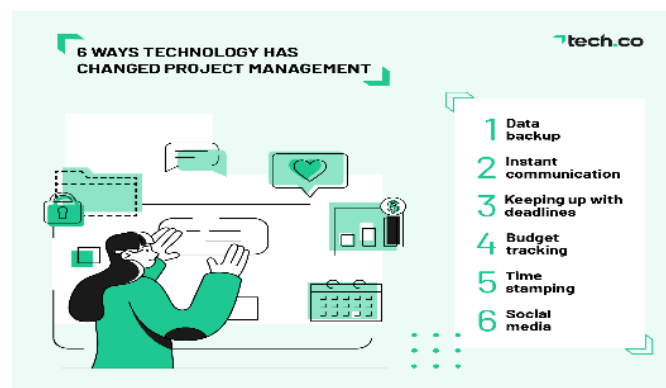 6 WAYS TECHNOLOGY HAS
CHANGED PROJECT MANAGEMENT
tech.co
1 Data
backup
2 Instant
communication
3 Keeping up with
deadlines
4 Budget
tracking
5 Time
stamping
6 Social
media
$